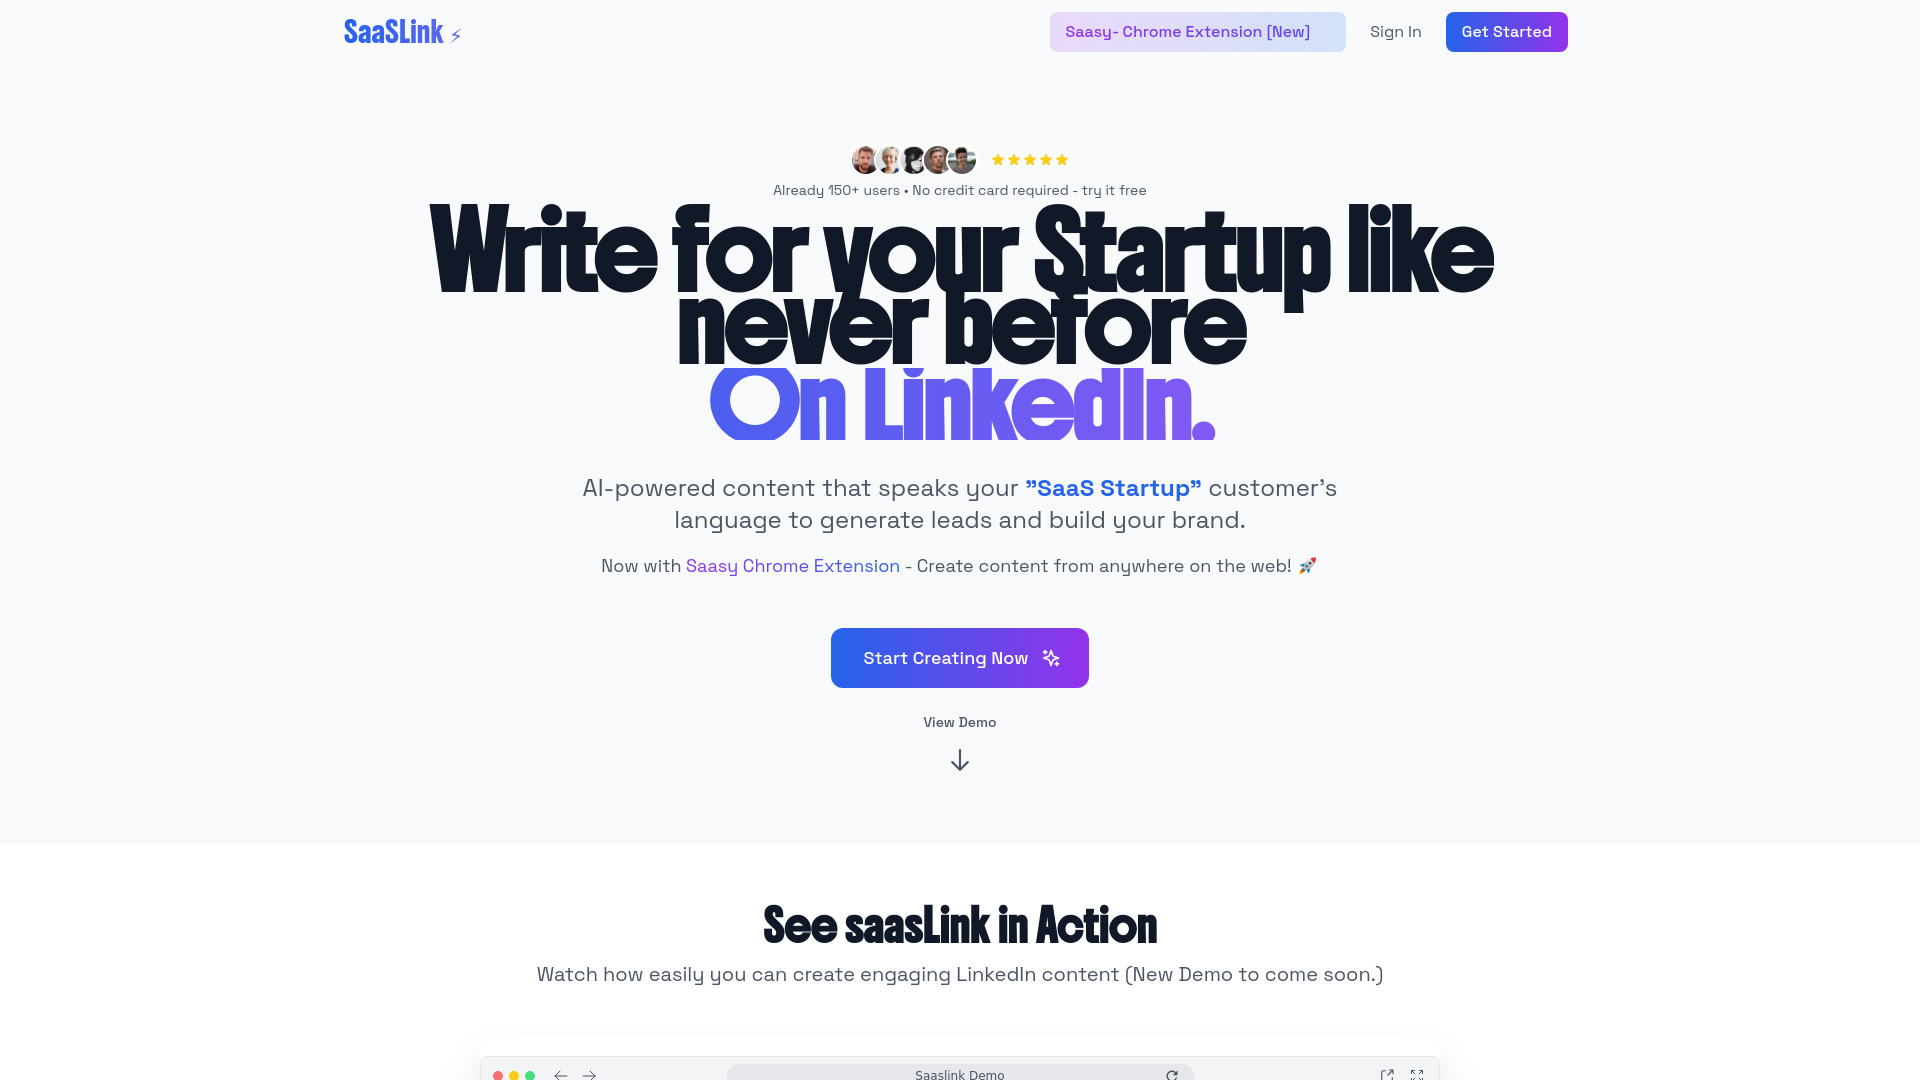 SaaSLink ⚡
Saasy- Chrome Extension [New]
Sign In
Get Started
Already 150+ users • No credit card required - try it free
Write for your Startup like
never before
On LinkedIn.
AI-powered content that speaks your "SaaS Startup" customer's
language to generate leads and build your brand.
Now with Saasy Chrome Extension - Create content from anywhere on the web! 🚀
Start Creating Now
View Demo
See saasLink in Action
Watch how easily you can create engaging LinkedIn content (New Demo to come soon.)
Saaslink Demo